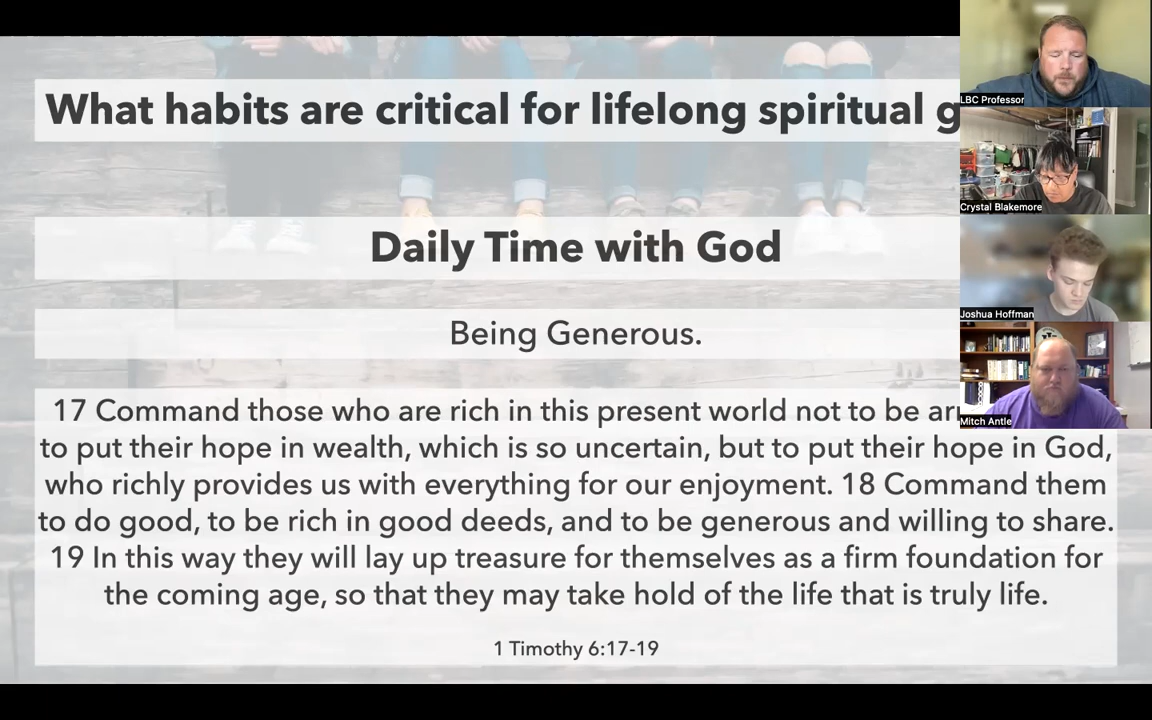 What habits are critical for lifelong spiritual
Daily Time with God
Being Generous.
17 Command those who are rich in this present world not to be
to put their hope in wealth, which is so uncertain, but to put their hope in God,
who richly provides us with everything for our enjoyment. 18 Command them
to do good, to be rich in good deeds, and to be generous and willing to share.
19 In this way they will lay up treasure for themselves as a firm foundation for
the coming age, so that they may take hold of the life that is truly life.
1 Timothy 6:17-19
LBC Professor
Crystal Blakemore
Joshua Hoffman
Mitch Antle